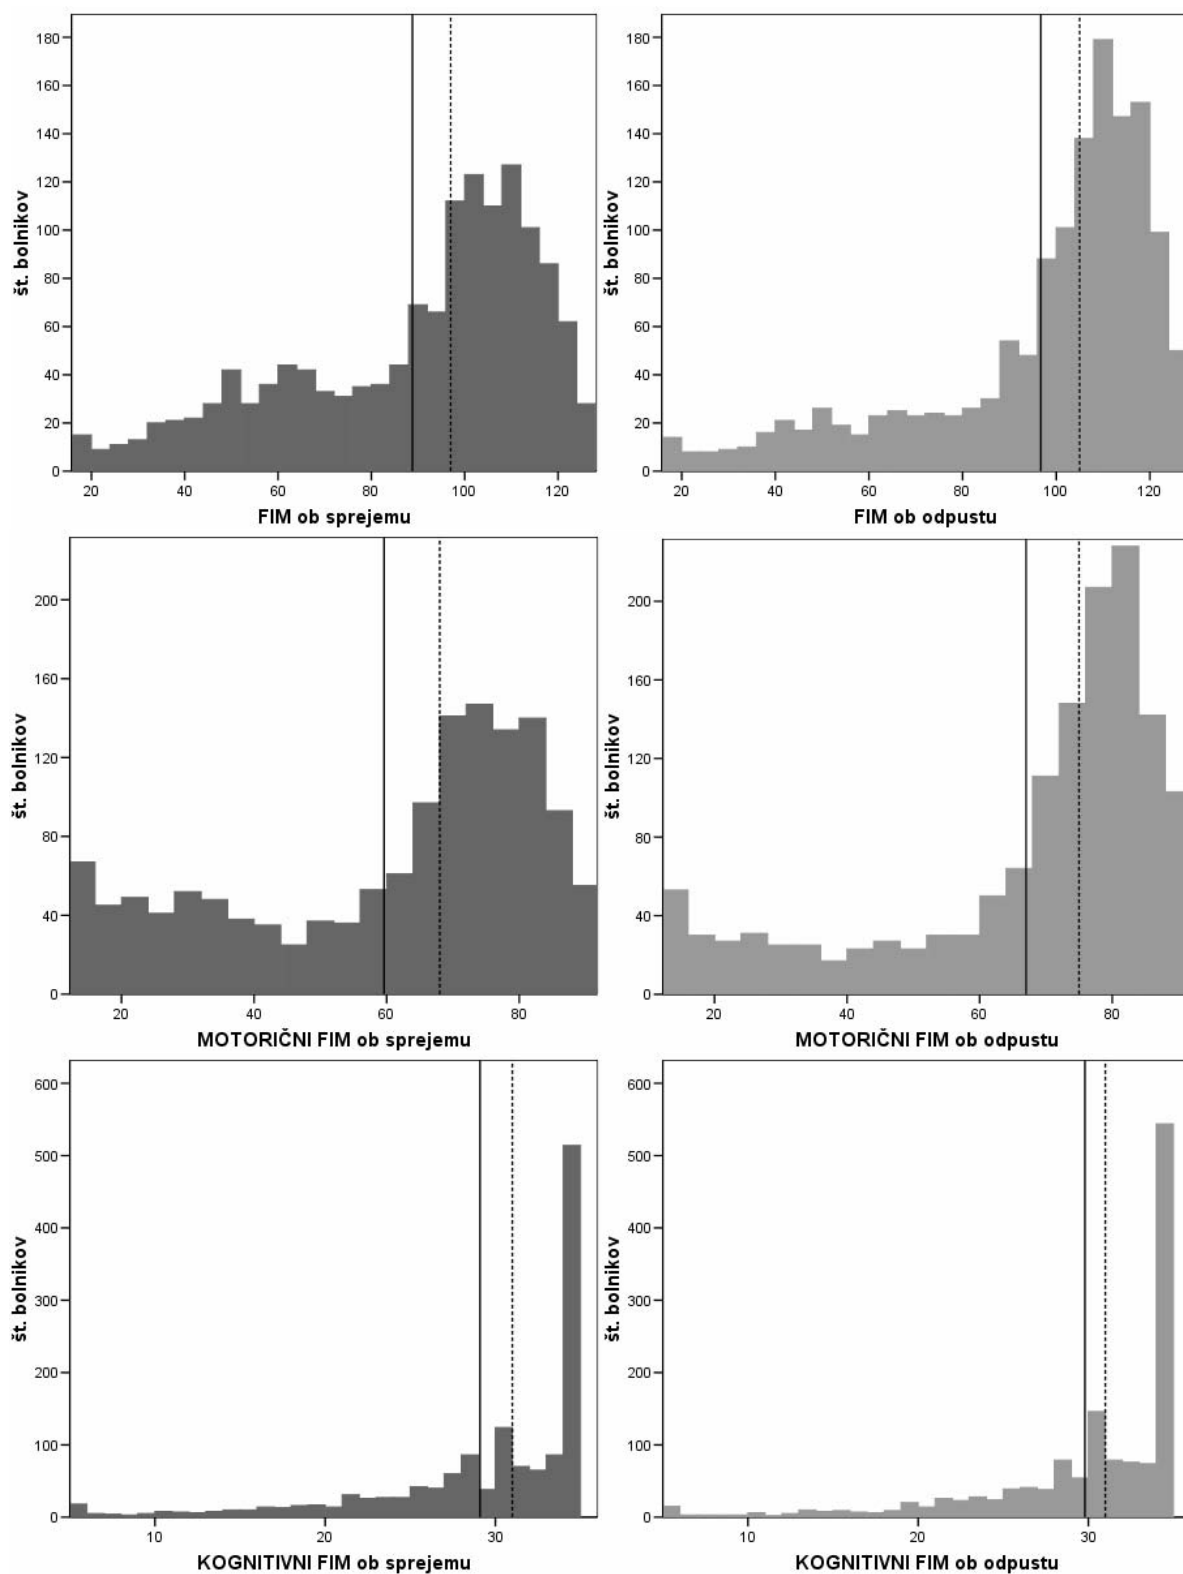 št. bolnikov
180
160
140
120
100
80
60
40
20
0
20 40 60 80 100 120
FIM ob sprejemu
št. bolnikov
180
160
140
120
100
80
60
40
20
0
20 40 60 80 100 120
FIM ob odpustu
št. bolnikov
200
160
120
80
40
0
20 40 60 80
MOTORIČNI FIM ob sprejemu
št. bolnikov
200
160
120
80
40
0
20 40 60 80
MOTORIČNI FIM ob odpustu
št. bolnikov
600
500
400
300
200
100
0
10 20 30
KOGNITIVNI FIM ob sprejemu
št. bolnikov
600
500
400
300
200
100
0
10 20 30
KOGNITIVNI FIM ob odpustu